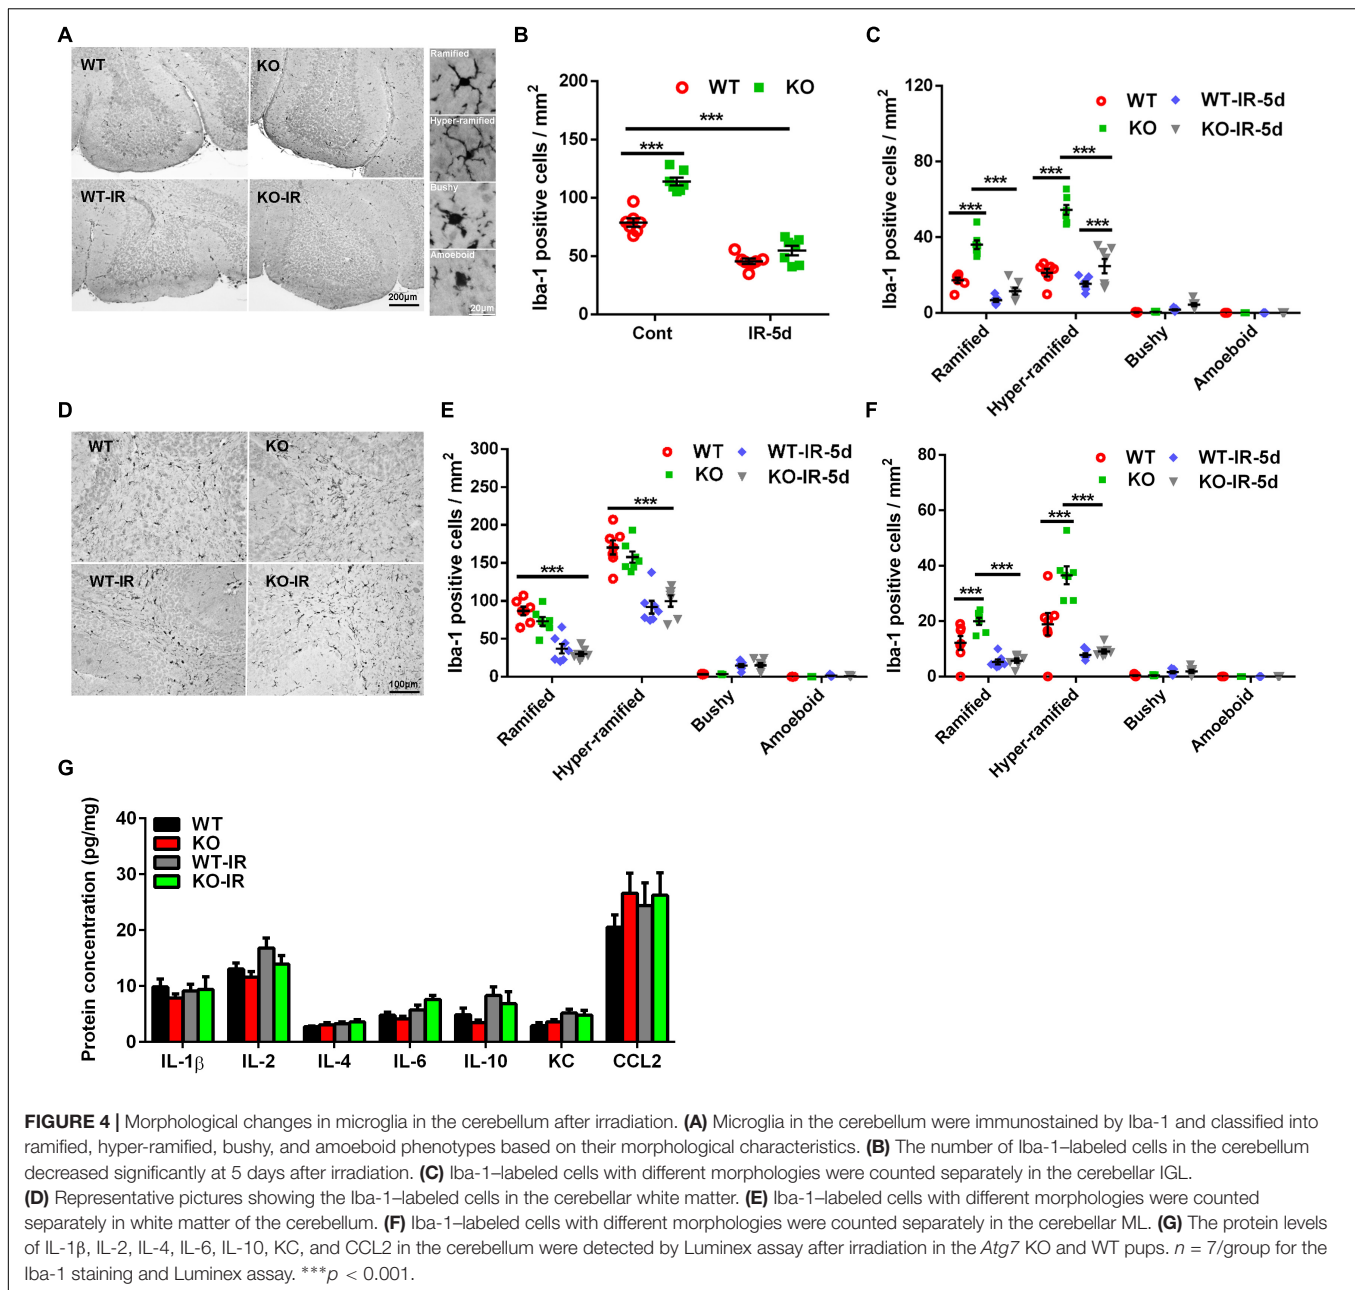 A
WT
KO
WT-IR
KO-IR
200μm
Ramified
Hyper-ramified
Bushy
Amoeboid
20μm
B
Iba-1 positive cells / mm2
200
150
100
50
0
WT KO
***
***
Cont IR-5d
C
Iba-1 positive cells / mm2
120
80
40
0
WT WT-IR-5d
KO KO-IR-5d
***
***
***
***
***
Ramified
Hyper-ramified
Bushy
Amoeboid
D
WT
KO
WT-IR
KO-IR
100μm
E
Iba-1 positive cells / mm2
300
250
200
150
100
50
0
WT WT-IR-5d
KO KO-IR-5d
***
***
Ramified
Hyper-ramified
Bushy
Amoeboid
F
Iba-1 positive cells / mm2
80
60
40
20
0
WT WT-IR-5d
KO KO-IR-5d
***
***
***
***
Ramified
Hyper-ramified
Bushy
Amoeboid
G
Protein concentration (pg/mg)
40
30
20
10
0
WT
KO
WT-IR
KO-IR
IL-1β IL-2 IL-4 IL-6 IL-10 KC CCL2
FIGURE 4 | Morphological changes in microglia in the cerebellum after irradiation. (A) Microglia in the cerebellum were immunostained by Iba-1 and classified into
ramified, hyper-ramified, bushy, and amoeboid phenotypes based on their morphological characteristics. (B) The number of Iba-1–labeled cells in the cerebellum
decreased significantly at 5 days after irradiation. (C) Iba-1–labeled cells with different morphologies were counted separately in the cerebellar IGL.
(D) Representative pictures showing the Iba-1–labeled cells in the cerebellar white matter. (E) Iba-1–labeled cells with different morphologies were counted
separately in white matter of the cerebellum. (F) Iba-1–labeled cells with different morphologies were counted separately in the cerebellar ML. (G) The protein levels
of IL-1β, IL-2, IL-4, IL-6, IL-10, KC, and CCL2 in the cerebellum were detected by Luminex assay after irradiation in the Atg7 KO and WT pups. n = 7/group for the
Iba-1 staining and Luminex assay. ***p < 0.001.